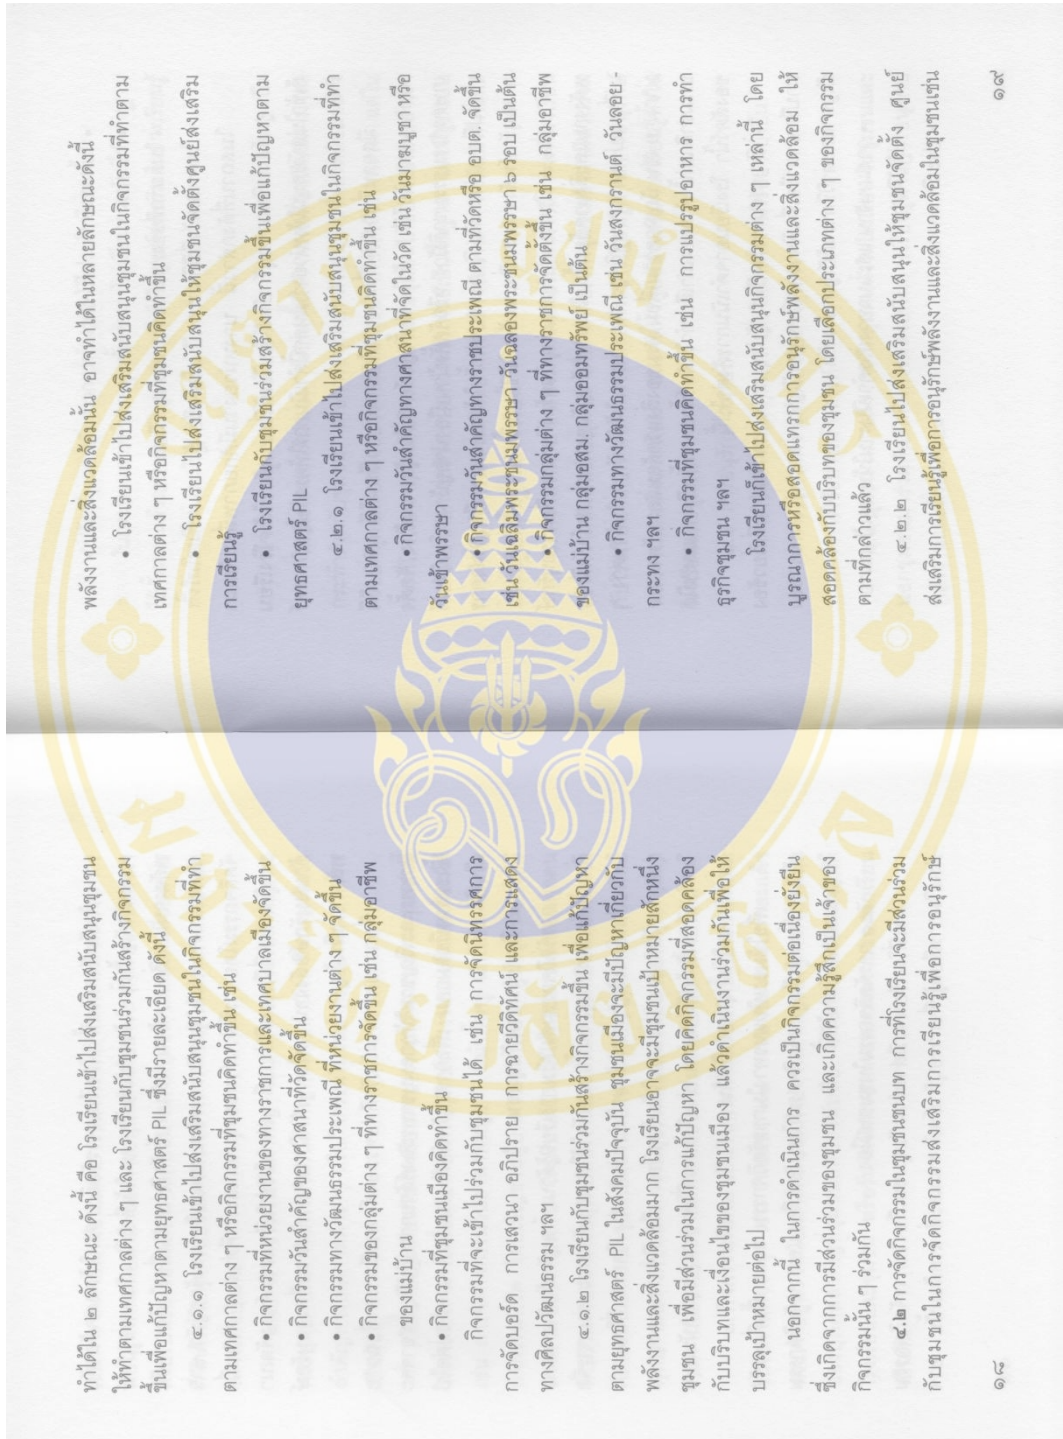 ทำได้ใน ๒ ลักษณะ ดังนี้ คือ โรงเรียนเข้าไปส่งเสริมสนับสนุนชุมชน
ให้ทำตามเทศกาลต่าง ๆ และ โรงเรียนกับชุมชนร่วมกันสร้างกิจกรรม
ขึ้นเพื่อแก้ปัญหาตามยุทธศาสตร์ PIL ซึ่งมีรายละเอียด ดังนี้
๔.๑.๑ โรงเรียนเข้าไปส่งเสริมสนับสนุนชุมชนในกิจกรรมที่ทำ
ตามเทศกาลต่าง ๆ หรือกิจกรรมที่ชุมชนคิดทำขึ้น เช่น
• กิจกรรมที่หน่วยงานของทางราชการและเทศบาลเมืองจัดขึ้น
• กิจกรรมวันสำคัญของศาสนาที่วัดจัดขึ้น
• กิจกรรมทางวัฒนธรรมประเพณี ที่หน่วยงานต่าง ๆ จัดขึ้น
• กิจกรรมของกลุ่มต่าง ๆ ที่ทางราชการจัดขึ้น เช่น กลุ่มอาชีพ
ของแม่บ้าน
• กิจกรรมที่ชุมชนเมืองคิดทำขึ้น
กิจกรรมที่จะเข้าไปร่วมกับชุมชนได้ เช่น การจัดนิทรรศการ
การจัดบอร์ด การเสวนา อภิปราย การฉายวีดิทัศน์ และการแสดง
ทางศิลปวัฒนธรรม ฯลฯ
๔.๑.๒ โรงเรียนกับชุมชนร่วมกันสร้างกิจกรรมขึ้น เพื่อแก้ปัญหา
ตามยุทธศาสตร์ PIL ในสังคมปัจจุบัน ชุมชนเมืองจะมีปัญหาเกี่ยวกับ
พลังงานและสิ่งแวดล้อมมาก โรงเรียนอาจจะมีชุมชนเป้าหมายสักหนึ่ง
ชุมชน เพื่อมีส่วนร่วมในการแก้ปัญหา โดยคิดกิจกรรมที่สอดคล้อง
กับบริบทและเงื่อนไขของชุมชนเมือง แล้วดำเนินงานร่วมกันเพื่อให้
บรรลุเป้าหมายต่อไป
นอกจากนี้ ในการดำเนินการ ควรเป็นกิจกรรมต่อเนื่องยั่งยืน
ซึ่งเกิดจากการมีส่วนร่วมของชุมชน และเกิดความรู้สึกเป็นเจ้าของ
กิจกรรมนั้น ๆ ร่วมกัน
๔.๒ การจัดกิจกรรมในชุมชนชนบท การที่โรงเรียนจะมีส่วนร่วม
กับชุมชนในการจัดกิจกรรมส่งเสริมการเรียนรู้เพื่อการอนุรักษ์
๑๘
พลังงานและสิ่งแวดล้อมนั้น อาจทำได้ในหลายลักษณะดังนี้
• โรงเรียนเข้าไปส่งเสริมสนับสนุนชุมชนในกิจกรรมที่ทำตาม
เทศกาลต่าง ๆ หรือกิจกรรมที่ชุมชนคิดทำขึ้น
• โรงเรียนไปส่งเสริมสนับสนุนให้ชุมชนจัดตั้งศูนย์ส่งเสริม
การเรียนรู้
• โรงเรียนกับชุมชนร่วมสร้างกิจกรรมขึ้นเพื่อแก้ปัญหาตาม
ยุทธศาสตร์ PIL
๔.๒.๑ โรงเรียนเข้าไปส่งเสริมสนับสนุนชุมชนในกิจกรรมที่ทำ
ตามเทศกาลต่าง ๆ หรือกิจกรรมที่ชุมชนคิดทำขึ้น เช่น
• กิจกรรมวันสำคัญทางศาสนาที่จัดในวัด เช่น วันมาฆบูชา หรือ
วันเข้าพรรษา
• กิจกรรมวันสำคัญทางราชประเพณี ตามที่วัดหรือ อบต. จัดขึ้น
เช่น วันเฉลิมพระชนมพรรษา วันฉลองพระชนมพรรษา ๖ รอบ เป็นต้น
• กิจกรรมกลุ่มต่าง ๆ ที่ทางราชการจัดตั้งขึ้น เช่น กลุ่มอาชีพ
ของแม่บ้าน กลุ่มอสม. กลุ่มออมทรัพย์ เป็นต้น
• กิจกรรมทางวัฒนธรรมประเพณี เช่น วันสงกรานต์ วันลอย-
กระทง ฯลฯ
• กิจกรรมที่ชุมชนคิดทำขึ้น เช่น การแปรรูปอาหาร การทำ
ธุรกิจชุมชน ฯลฯ
โรงเรียนก็เข้าไปส่งเสริมสนับสนุนกิจกรรมต่าง ๆ เหล่านี้ โดย
บูรณาการหรือสอดแทรกการอนุรักษ์พลังงานและสิ่งแวดล้อม ให้
สอดคล้องกับบริบทของชุมชน โดยเลือกประเภทต่าง ๆ ของกิจกรรม
ตามที่กล่าวแล้ว
๔.๒.๒ โรงเรียนไปส่งเสริมสนับสนุนให้ชุมชนจัดตั้ง ศูนย์
ส่งเสริมการเรียนรู้เพื่อการอนุรักษ์พลังงานและสิ่งแวดล้อมในชุมชนเช่น
๑๙
มหาวิทยาลัยมหิดล